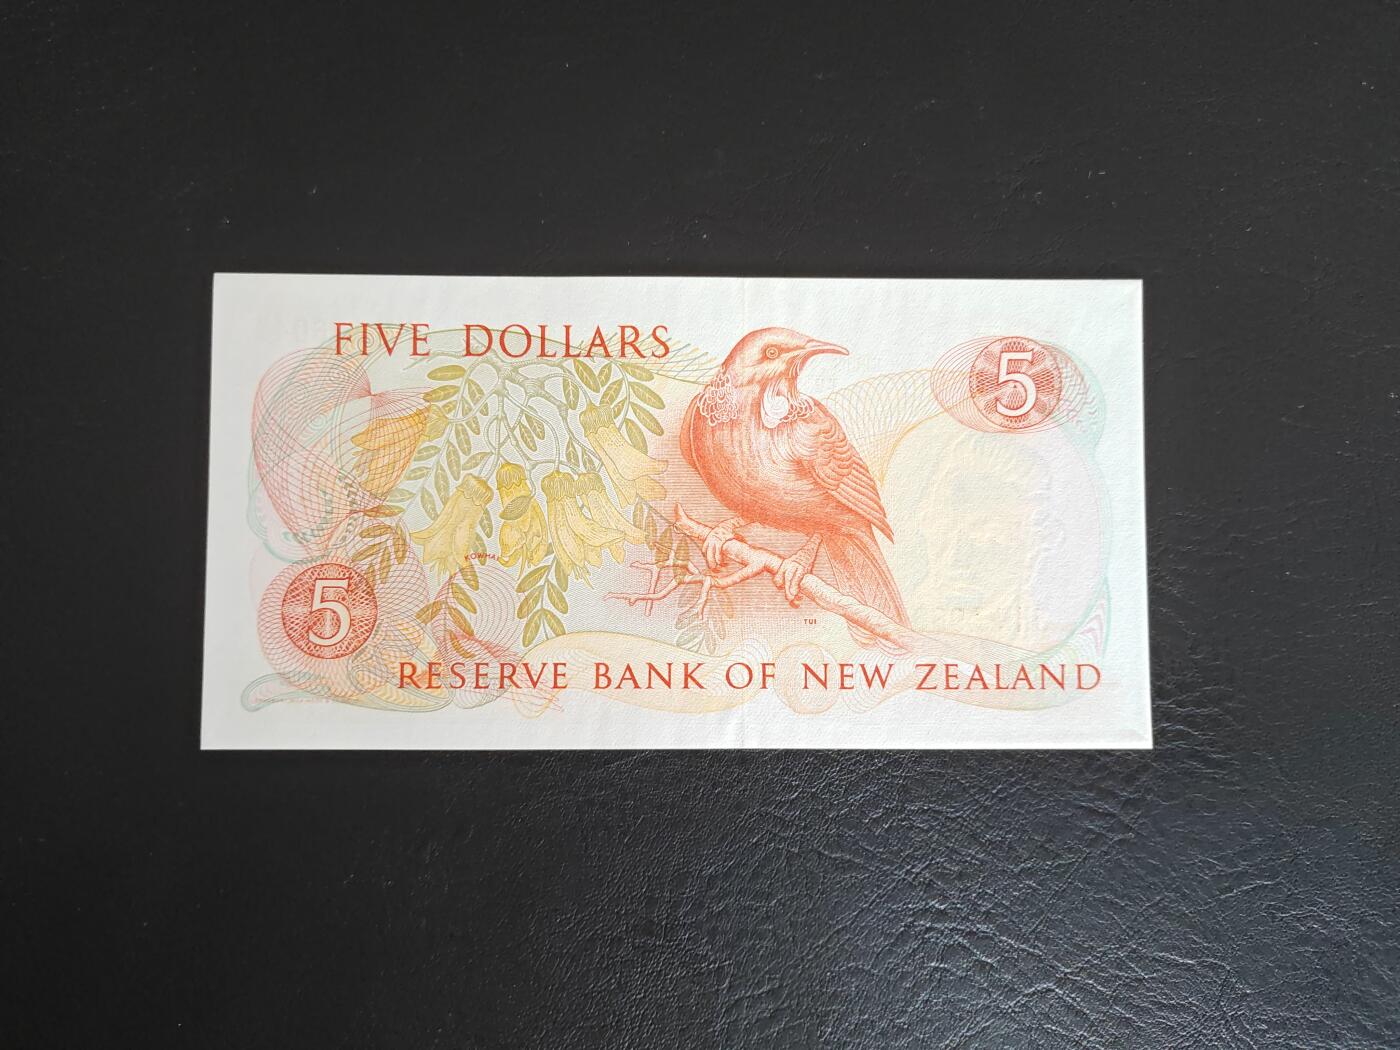 FIVE DOLLARS
5
KOWHAI
5
TUI
RESERVE BANK OF NEW ZEALAND